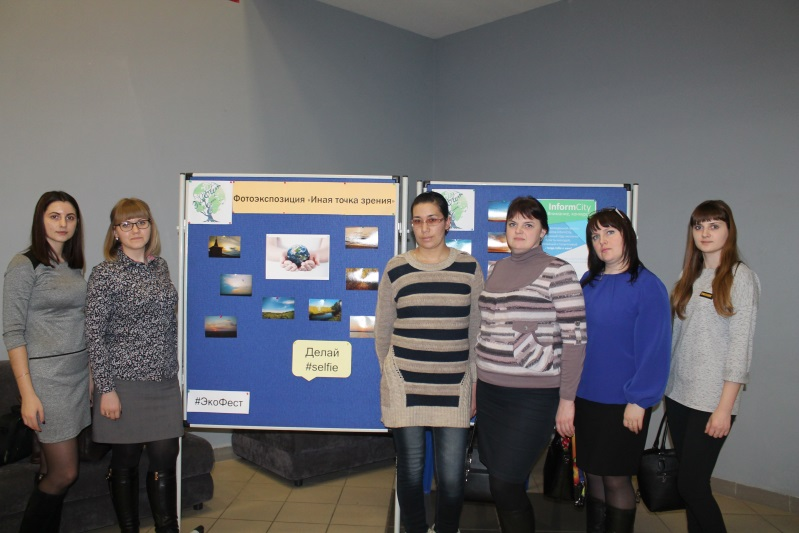 Фотоэкспозиция «Иная точка зрения»
Делай
#selfie
#ЭкоФест
InformCity